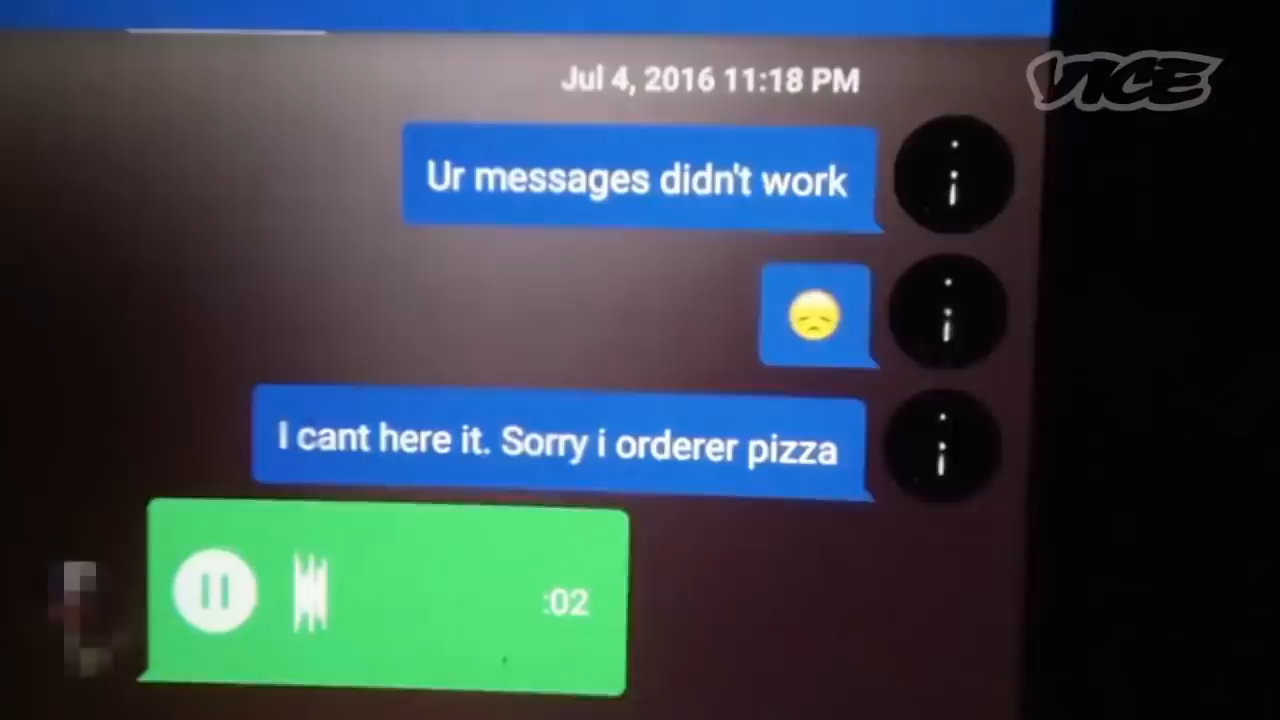 VICE
Jul 4, 2016 11:18 PM
Ur messages didn't work
i
i
I cant here it. Sorry i orderer pizza
i
:02